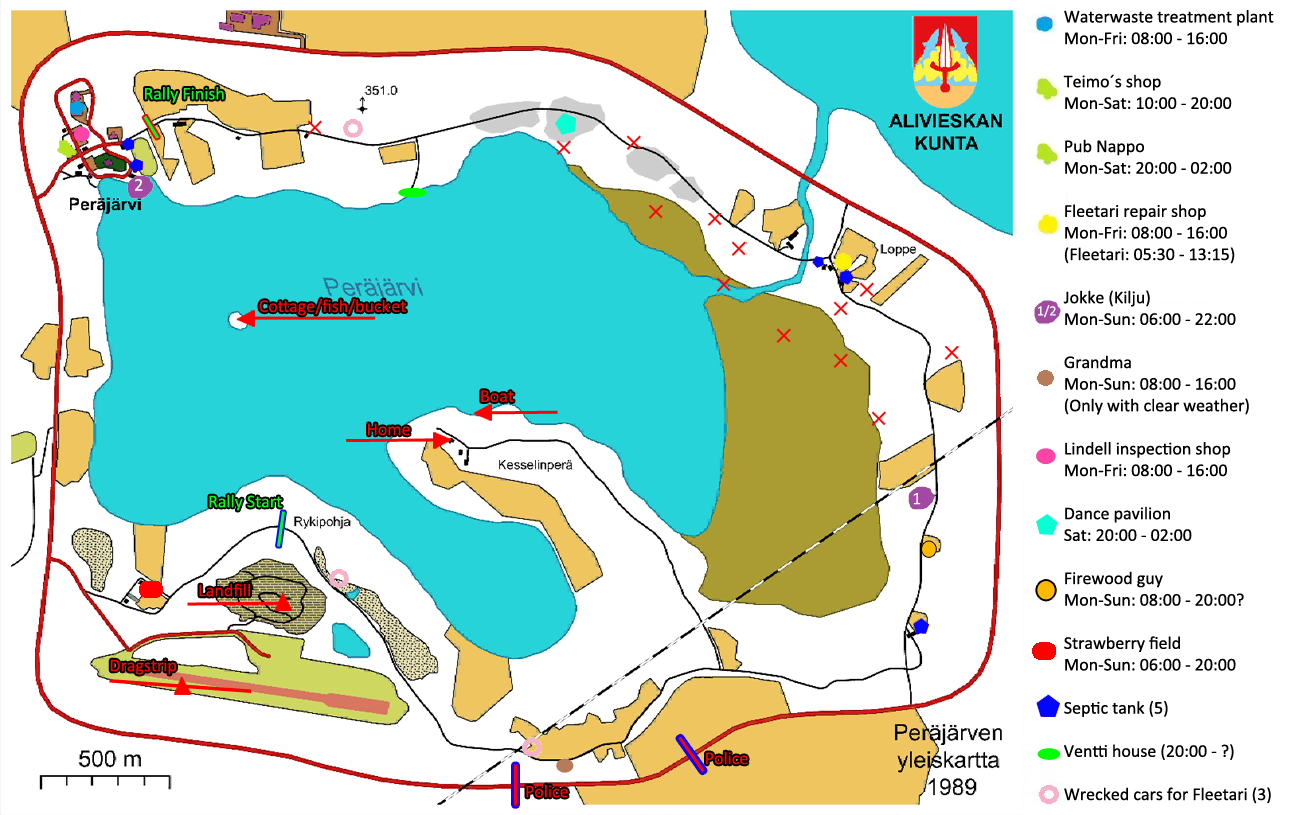 Rally Finish
351.0
ALIVIESKAN
KUNTA
2
Peräjärvi
Loppe
Peräjärvi
Cottage/fish/bucket
Boat
Home
Kesselinperä
Rally Start
Rykipohja
1
Landfill
Dragstrip
500 m
Police
Police
Peräjärven
yleiskartta
1989
Waterwaste treatment plant
Mon-Fri: 08:00 - 16:00
Teimo´s shop
Mon-Sat: 10:00 - 20:00
Pub Nappo
Mon-Sat: 20:00 - 02:00
Fleetari repair shop
Mon-Fri: 08:00 - 16:00
(Fleetari: 05:30 - 13:15)
1/2
Jokke (Kilju)
Mon-Sun: 06:00 - 22:00
Grandma
Mon-Sun: 08:00 - 16:00
(Only with clear weather)
Lindell inspection shop
Mon-Fri: 08:00 - 16:00
Dance pavilion
Sat: 20:00 - 02:00
Firewood guy
Mon-Sun: 08:00 - 20:00?
Strawberry field
Mon-Sun: 06:00 - 20:00
Septic tank (5)
Ventti house (20:00 - ?)
Wrecked cars for Fleetari (3)